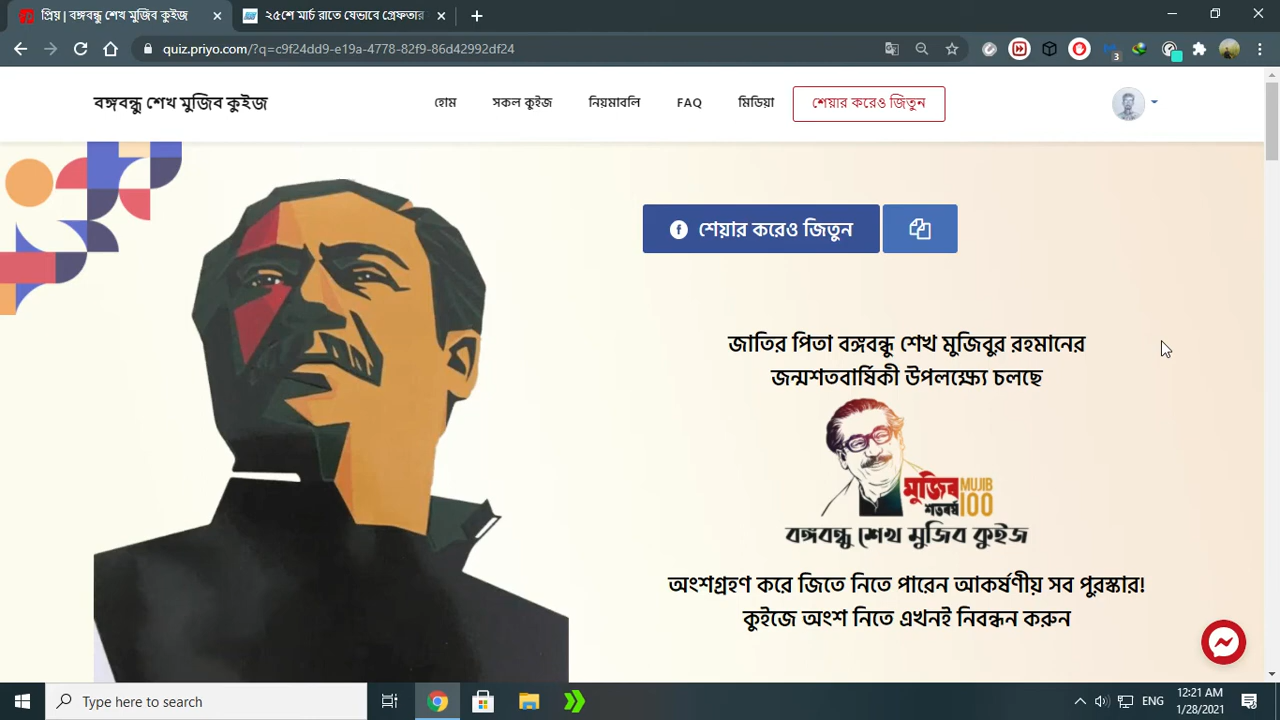 প্রিয় | বঙ্গবন্ধু শেখ মুজিব কুইজ
২৫শে মার্চ রাতে যেভাবে গ্রেফতার
quiz.priyo.com/?q=c9f24dd9-e19a-4778-82f9-86d42992df24
3
বঙ্গবন্ধু শেখ মুজিব কুইজ
হোম
সকল কুইজ
নিয়মাবলি
FAQ
মিডিয়া
শেয়ার করেও জিতুন
শেয়ার করেও জিতুন
জাতির পিতা বঙ্গবন্ধু শেখ মুজিবুর রহমানের
জন্মশতবার্ষিকী উপলক্ষ্যে চলছে
মুজিব MUJIB
শতবর্ষ 100
বঙ্গবন্ধু শেখ মুজিব কুইজ
অংশগ্রহণ করে জিতে নিতে পারেন আকর্ষণীয় সব পুরস্কার!
কুইজে অংশ নিতে এখনই নিবন্ধন করুন
Type here to search
ENG
12:21 AM
1/28/2021